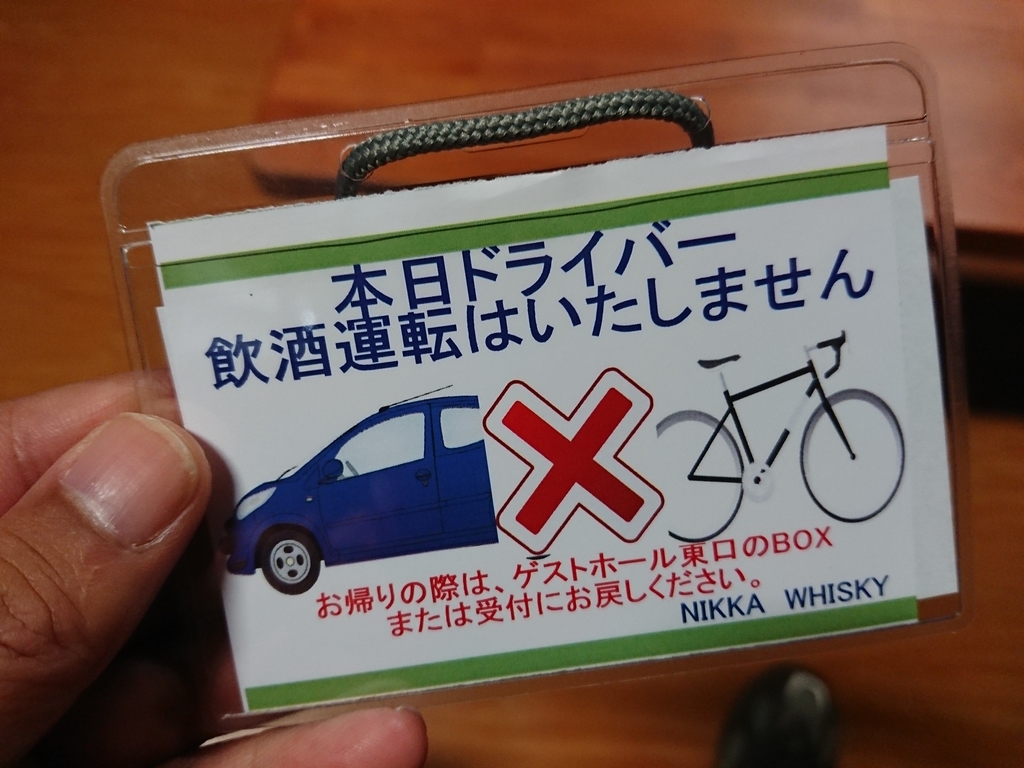 本日ドライバー
飲酒運転はいたしません
お帰りの際は、ゲストホール東口のBOX
または受付にお戻しください。
NIKKA WHISKY